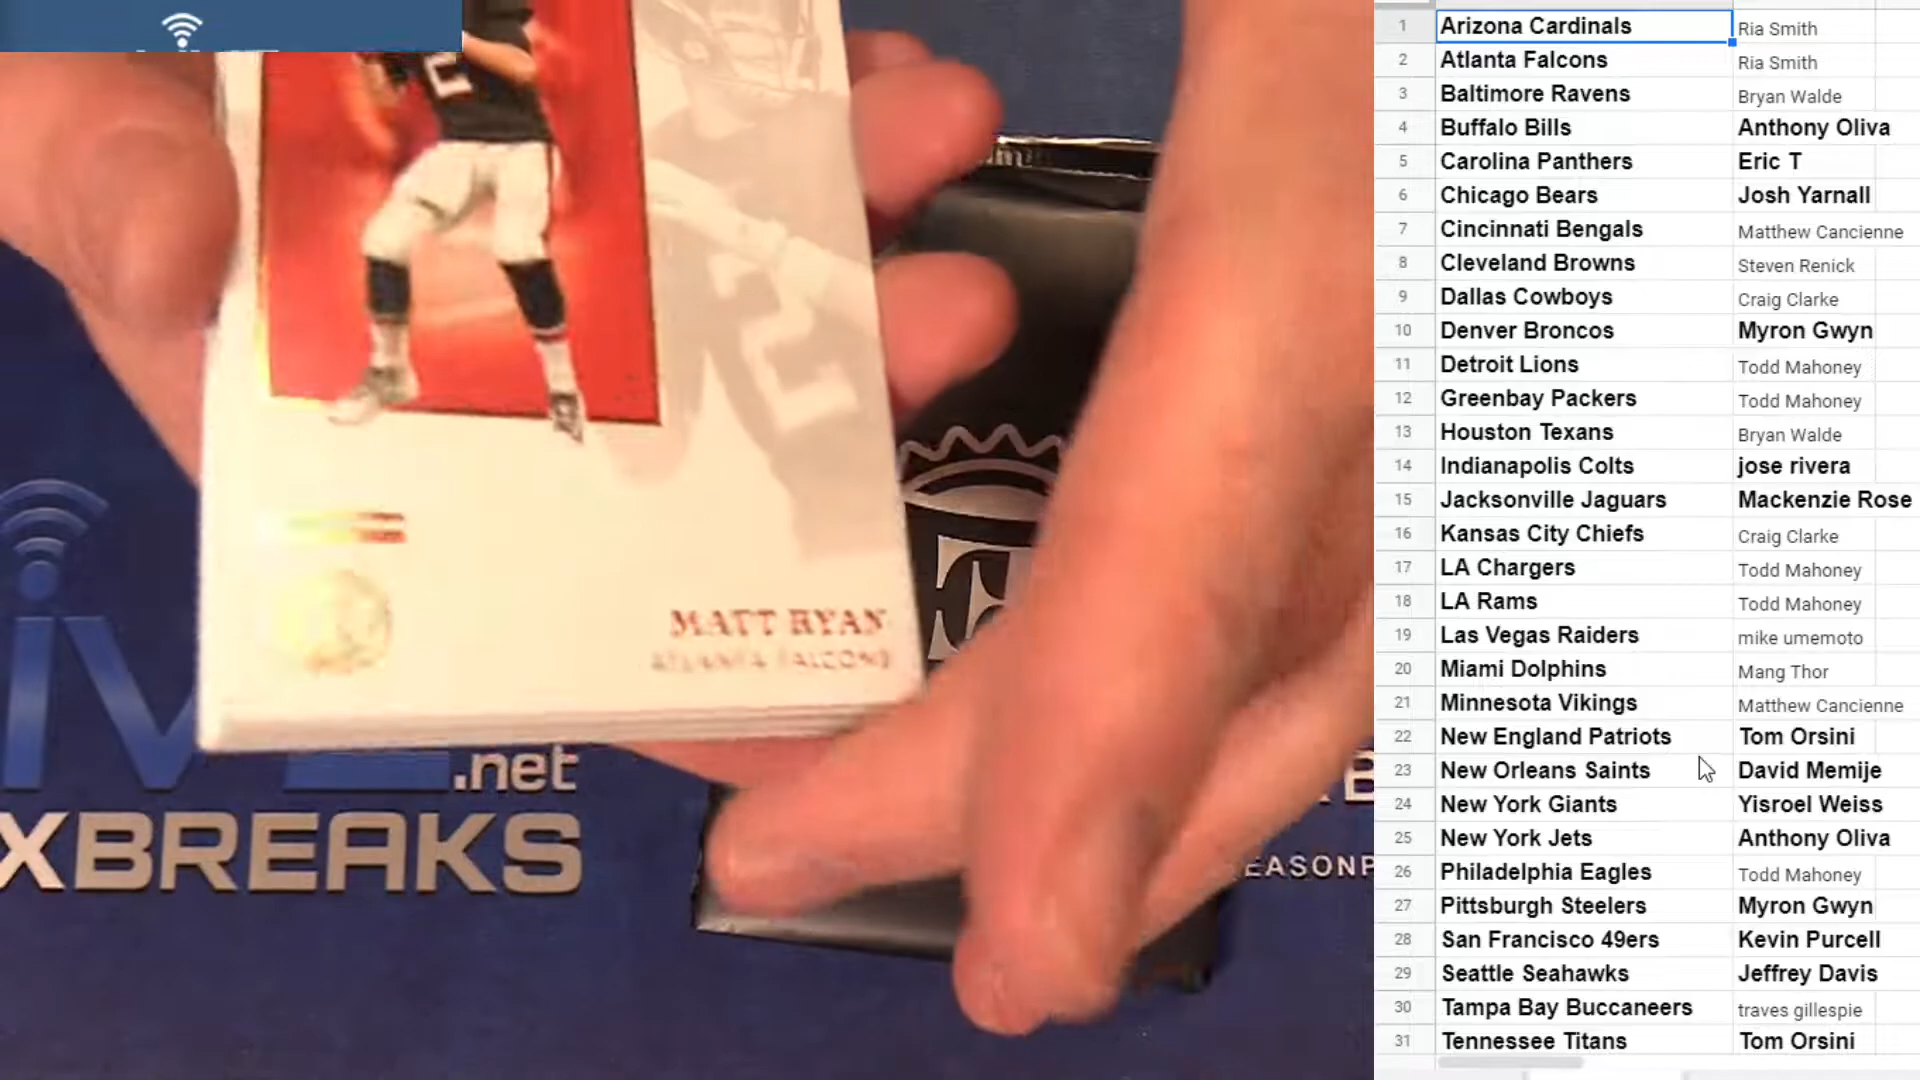 2
2
MATT RYAN
ATLANTA FALCONS
LIVE
.net
XBREAKS
EASONP
1 Arizona Cardinals Ria Smith
2 Atlanta Falcons Ria Smith
3 Baltimore Ravens Bryan Walde
4 Buffalo Bills Anthony Oliva
5 Carolina Panthers Eric T
6 Chicago Bears Josh Yarnall
7 Cincinnati Bengals Matthew Cancienne
8 Cleveland Browns Steven Renick
9 Dallas Cowboys Craig Clarke
10 Denver Broncos Myron Gwyn
11 Detroit Lions Todd Mahoney
12 Greenbay Packers Todd Mahoney
13 Houston Texans Bryan Walde
14 Indianapolis Colts jose rivera
15 Jacksonville Jaguars Mackenzie Rose
16 Kansas City Chiefs Craig Clarke
17 LA Chargers Todd Mahoney
18 LA Rams Todd Mahoney
19 Las Vegas Raiders mike umemoto
20 Miami Dolphins Mang Thor
21 Minnesota Vikings Matthew Cancienne
22 New England Patriots Tom Orsini
23 New Orleans Saints David Memije
24 New York Giants Yisroel Weiss
25 New York Jets Anthony Oliva
26 Philadelphia Eagles Todd Mahoney
27 Pittsburgh Steelers Myron Gwyn
28 San Francisco 49ers Kevin Purcell
29 Seattle Seahawks Jeffrey Davis
30 Tampa Bay Buccaneers traves gillespie
31 Tennessee Titans Tom Orsini